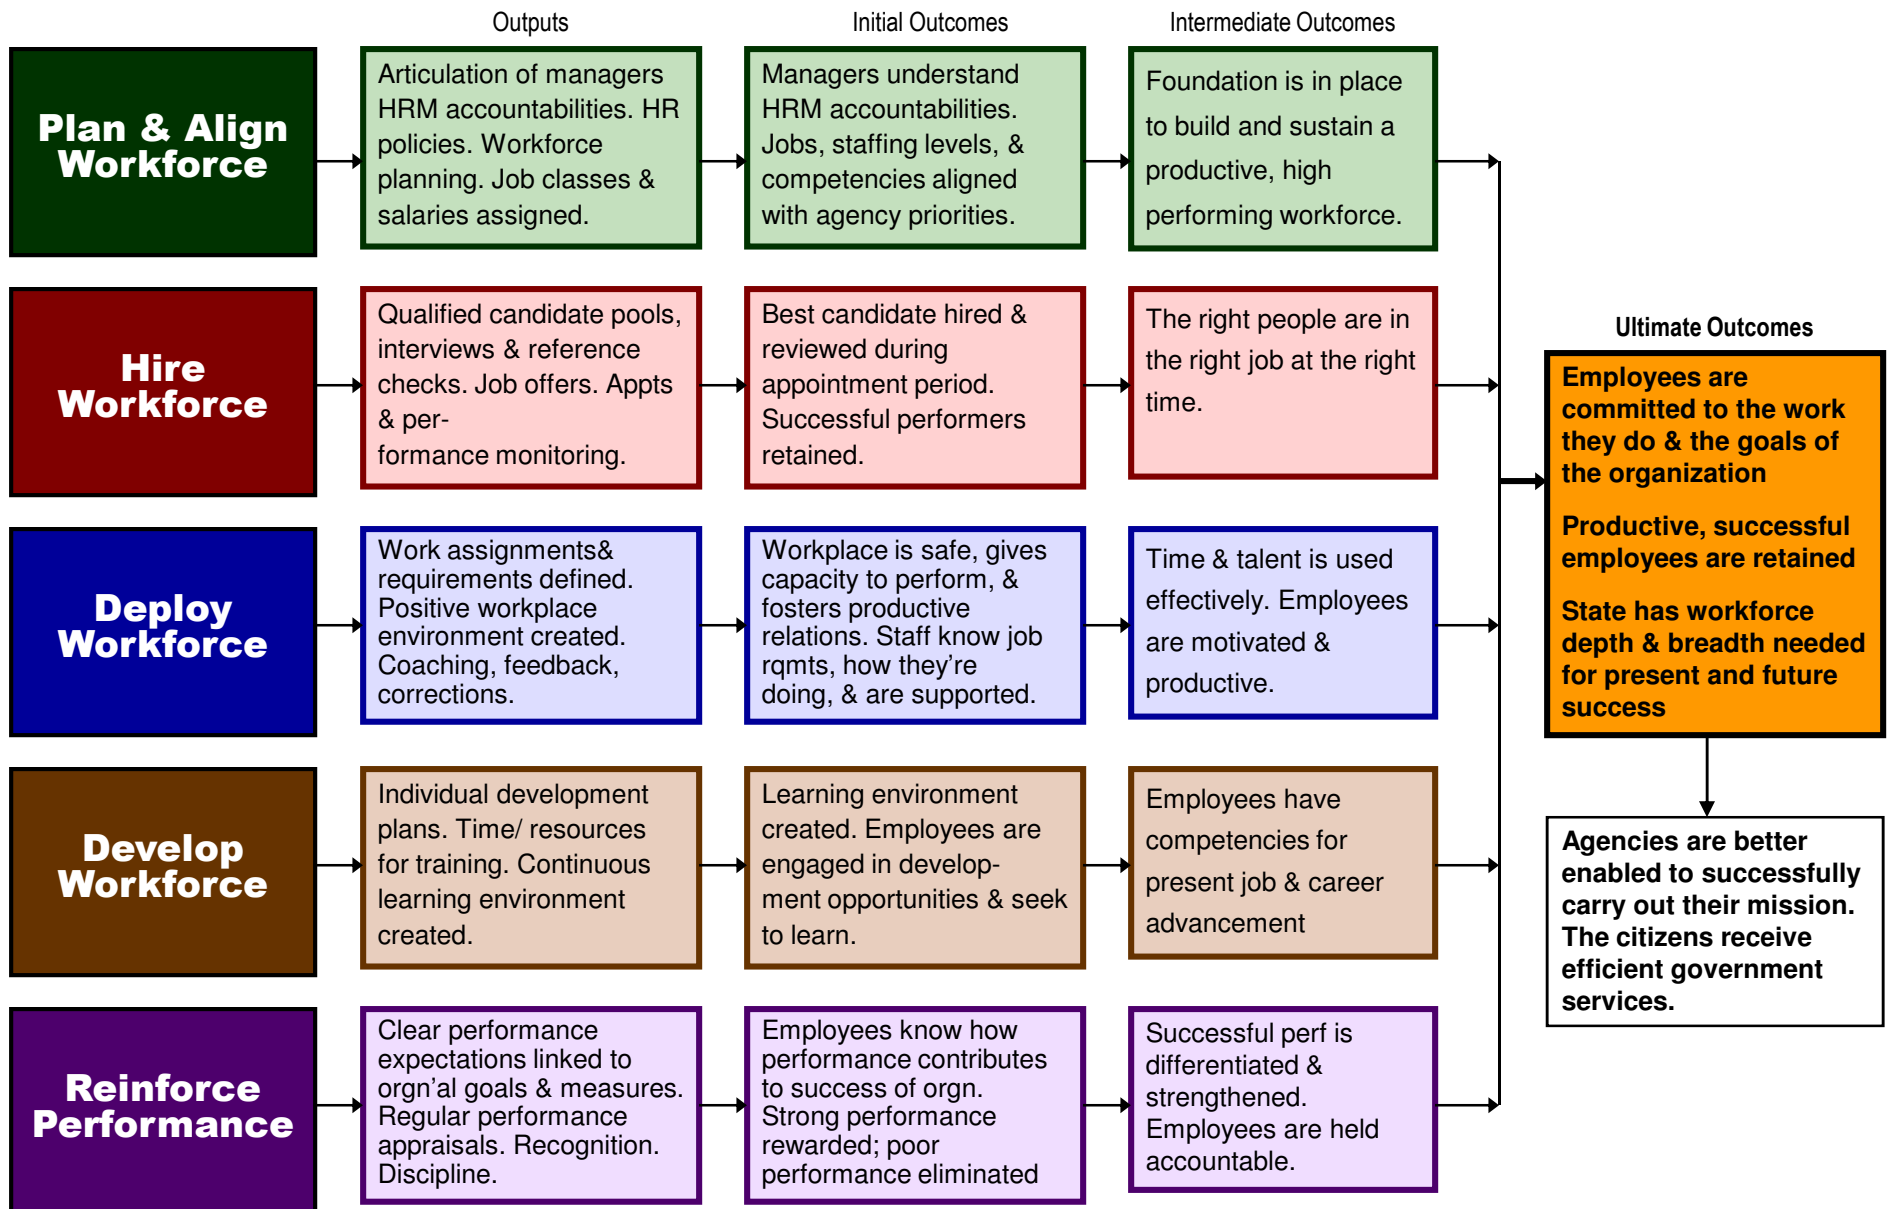 Outputs
Initial Outcomes
Intermediate Outcomes
Plan & Align
Workforce
Articulation of managers
HRM accountabilities. HR
policies. Workforce
planning. Job classes &
salaries assigned.
Managers understand
HRM accountabilities.
Jobs, staffing levels, &
competencies aligned
with agency priorities.
Foundation is in place
to build and sustain a
productive, high
performing workforce.
Hire
Workforce
Qualified candidate pools,
interviews & reference
checks. Job offers. Appts
& per-
formance monitoring.
Best candidate hired &
reviewed during
appointment period.
Successful performers
retained.
The right people are in
the right job at the right
time.
Deploy
Workforce
Work assignments&
requirements defined.
Positive workplace
environment created.
Coaching, feedback,
corrections.
Workplace is safe, gives
capacity to perform, &
fosters productive
relations. Staff know job
rqmts, how they’re
doing, & are supported.
Time & talent is used
effectively. Employees
are motivated &
productive.
Develop
Workforce
Individual development
plans. Time/ resources
for training. Continuous
learning environment
created.
Learning environment
created. Employees are
engaged in develop-
ment opportunities & seek
to learn.
Employees have
competencies for
present job & career
advancement
Reinforce
Performance
Clear performance
expectations linked to
orgn’al goals & measures.
Regular performance
appraisals. Recognition.
Discipline.
Employees know how
performance contributes
to success of orgn.
Strong performance
rewarded; poor
performance eliminated
Successful perf is
differentiated &
strengthened.
Employees are held
accountable.
Ultimate Outcomes
Employees are
committed to the work
they do & the goals of
the organization
Productive, successful
employees are retained
State has workforce
depth & breadth needed
for present and future
success
Agencies are better
enabled to successfully
carry out their mission.
The citizens receive
efficient government
services.